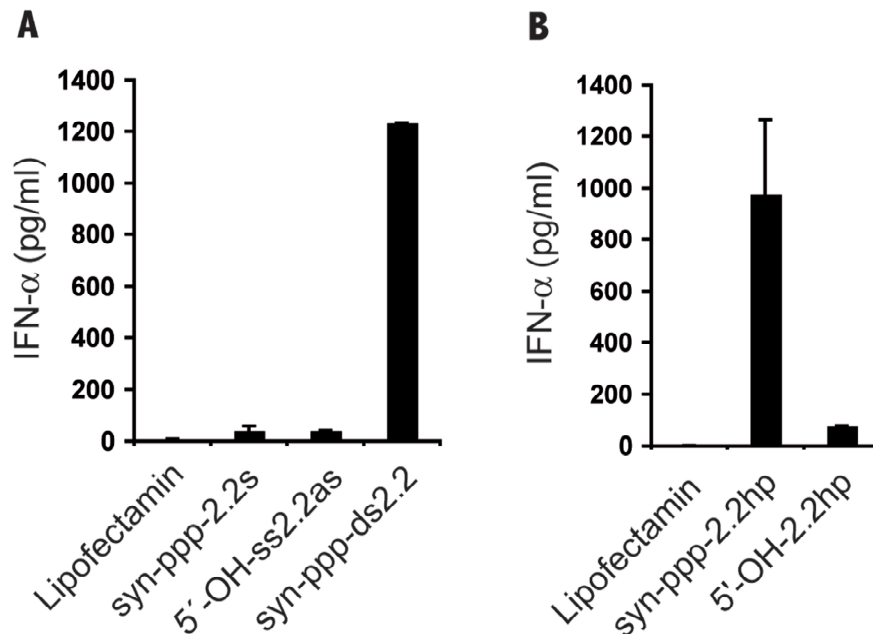 A
IFN-α (pg/ml)
1400
1200
1000
800
600
400
200
0
Lipofectamin
syn-ppp-2.2s
5´-OH-ss2.2as
syn-ppp-ds2.2
B
IFN-α (pg/ml)
1400
1200
1000
800
600
400
200
0
Lipofectamin
syn-ppp-2.2hp
5'-OH-2.2hp